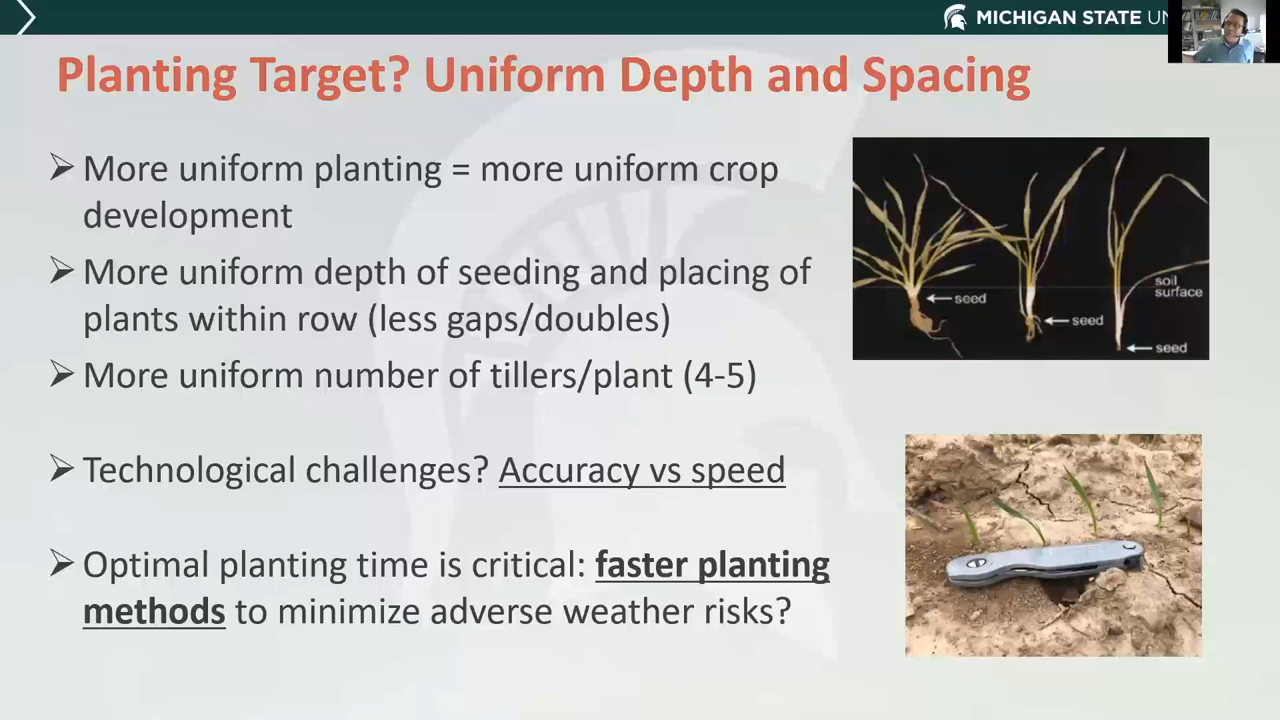 MICHIGAN STATE
Planting Target? Uniform Depth and Spacing
➢ More uniform planting = more uniform crop
development
➢ More uniform depth of seeding and placing of
plants within row (less gaps/doubles)
➢ More uniform number of tillers/plant (4-5)
➢ Technological challenges? Accuracy vs speed
➢ Optimal planting time is critical: faster planting
methods to minimize adverse weather risks?
soil
surface
seed
seed
seed